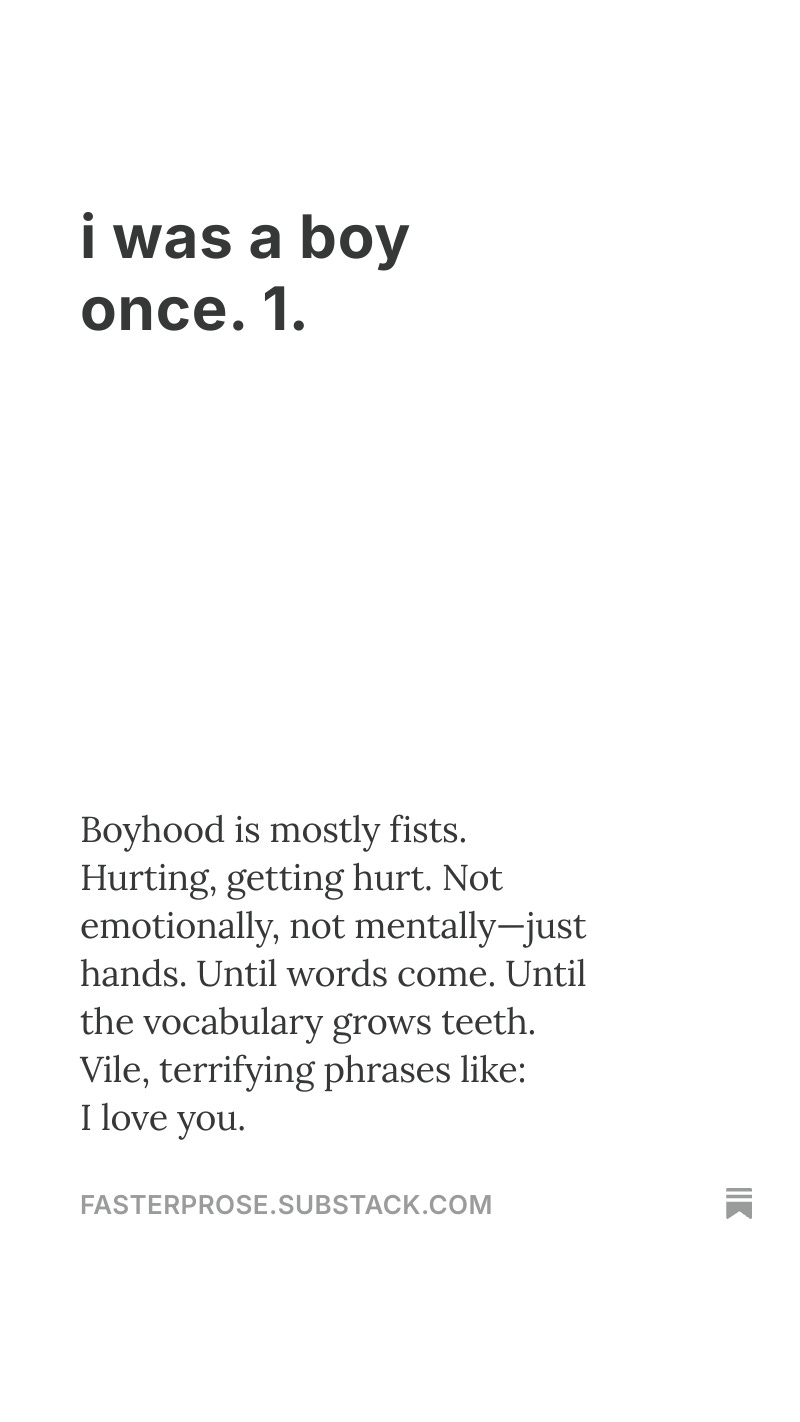 i was a boy
once. 1.
Boyhood is mostly fists.
Hurting, getting hurt. Not
emotionally, not mentally—just
hands. Until words come. Until
the vocabulary grows teeth.
Vile, terrifying phrases like:
I love you.
FASTERPROSE.SUBSTACK.COM